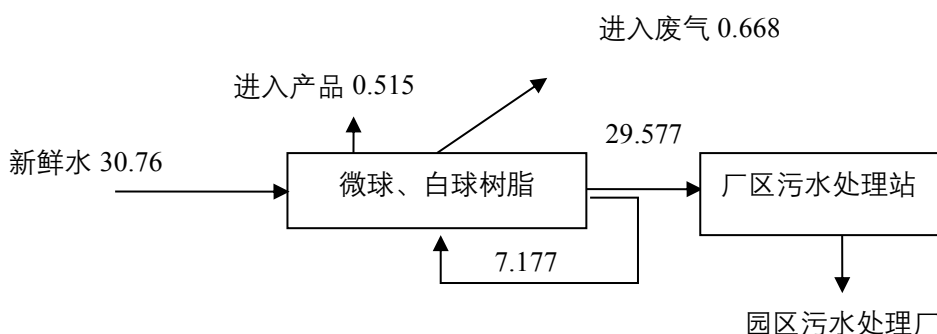 进入废气 0.668
进入产品 0.515
29.577
新鲜水 30.76
微球、白球树脂
厂区污水处理站
7.177
园区污水处理厂